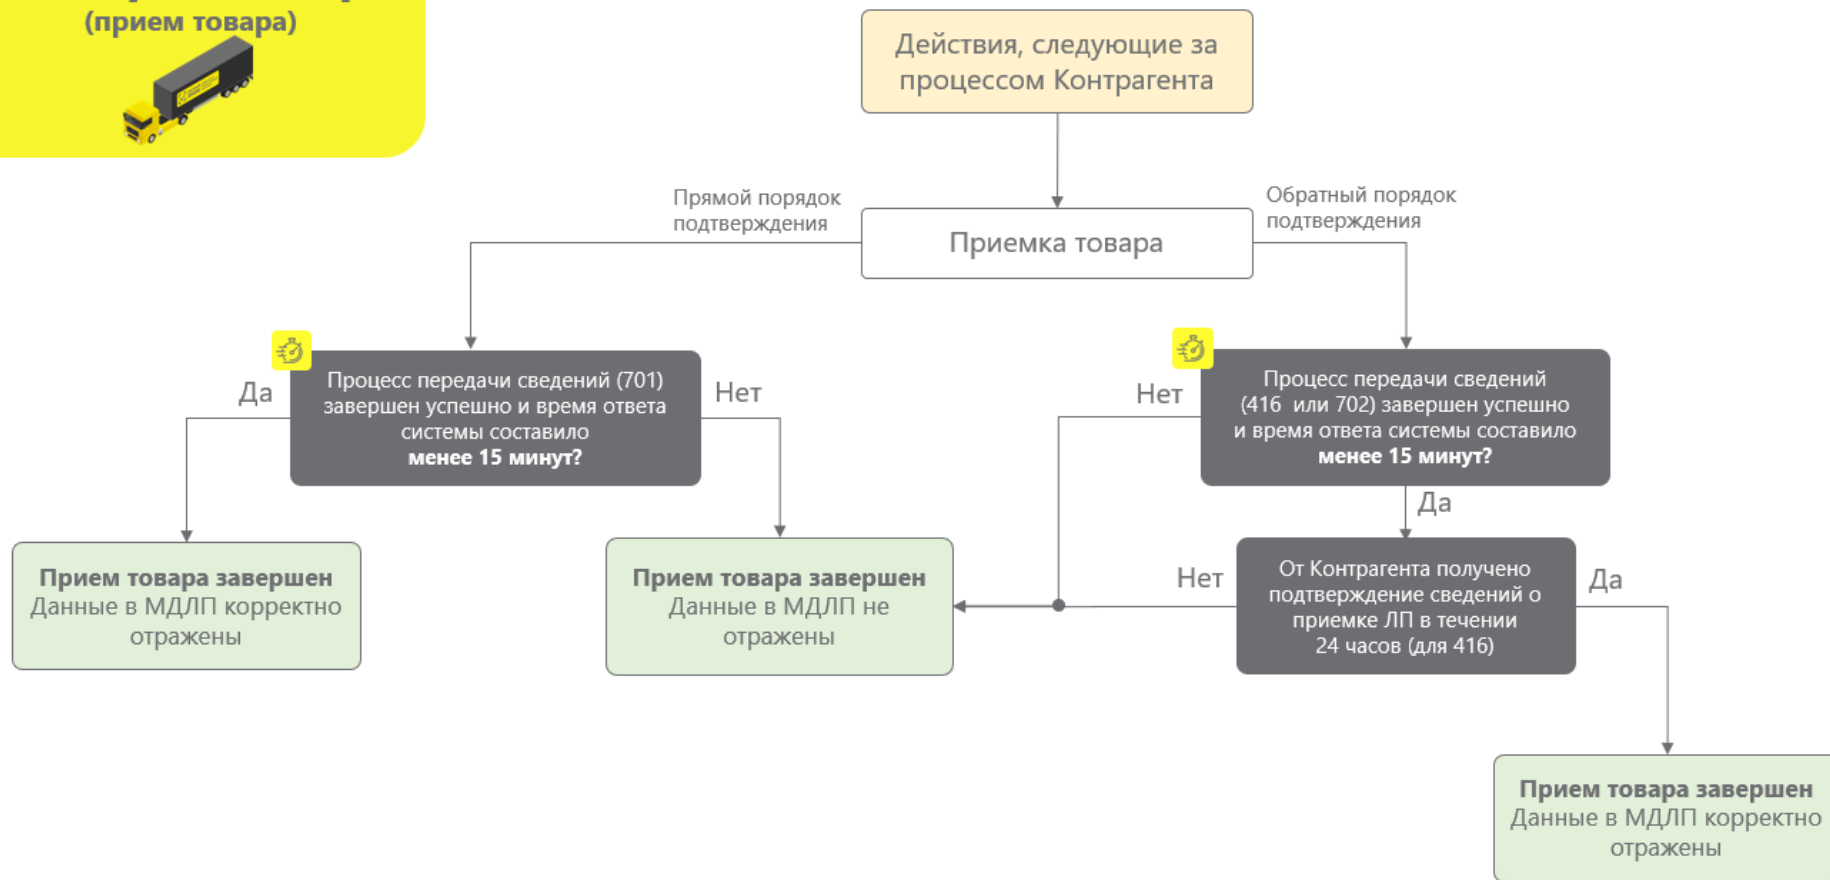 (прием товара)
Действия, следующие за
процессом Контрагента
Прямой порядок
подтверждения
Обратный порядок
подтверждения
Приемка товара
Да
Процесс передачи сведений (701)
завершен успешно и время ответа
системы составило
менее 15 минут?
Нет
Нет
Процесс передачи сведений
(416 или 702) завершен успешно
и время ответа системы составило
менее 15 минут?
Да
Прием товара завершен
Данные в МДЛП корректно
отражены
Прием товара завершен
Данные в МДЛП не
отражены
Нет
От Контрагента получено
подтверждение сведений о
приемке ЛП в течении
24 часов (для 416)
Да
Прием товара завершен
Данные в МДЛП корректно
отражены